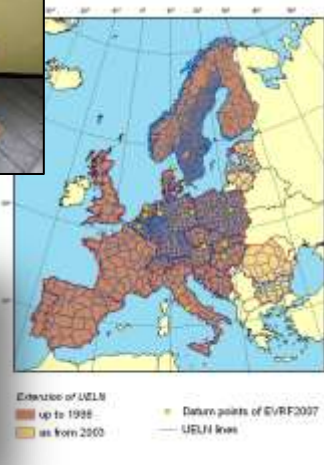 Extension of UELN
up to 1998
as from 2003
Datum points of EVRF2007
UELN lines